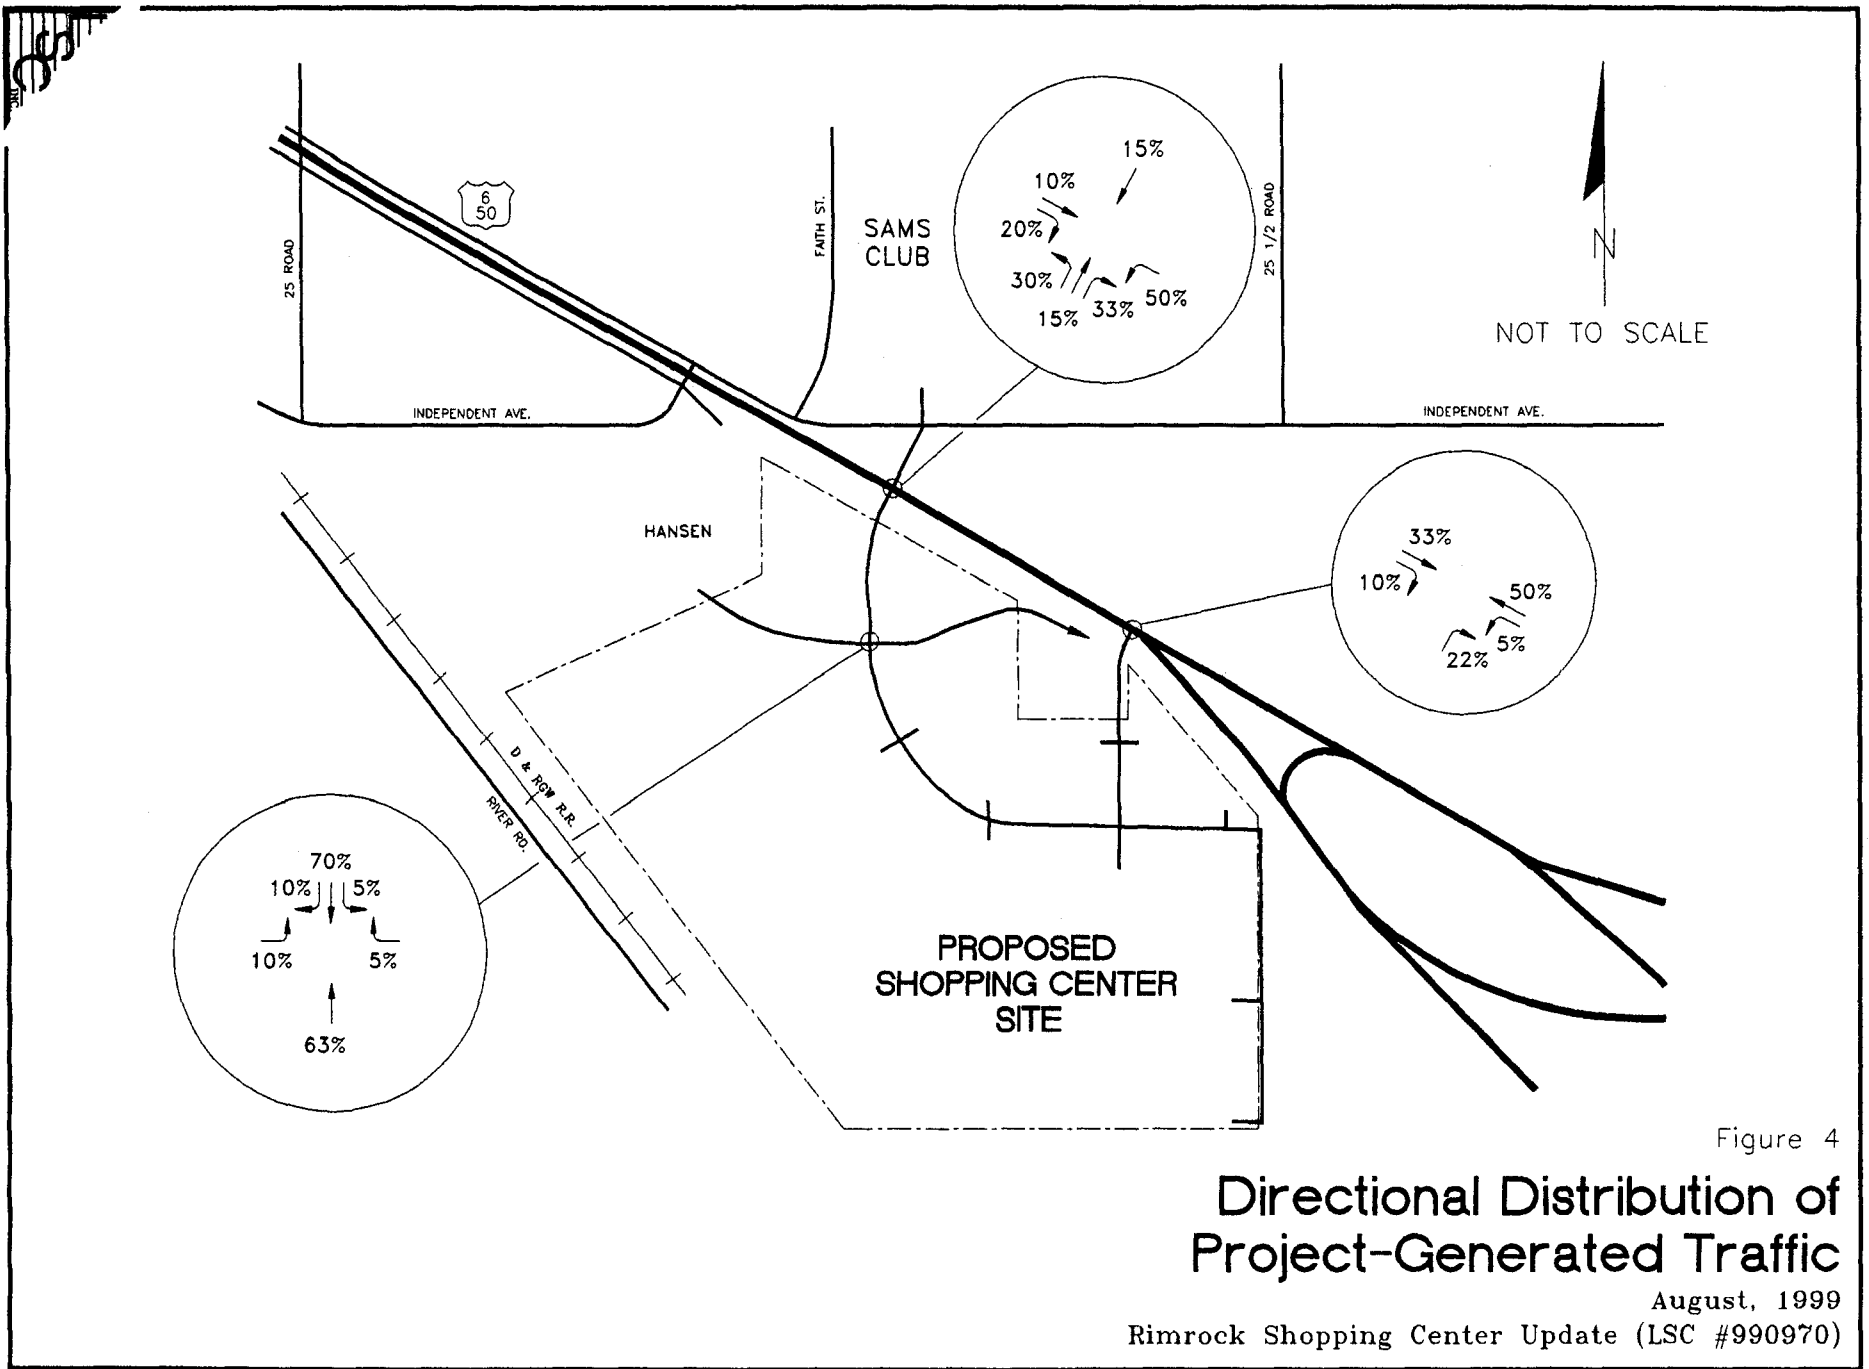 LSC
INC.
15%
10%
20%
30%
15%
33%
50%
6
50
25 ROAD
FAITH ST.
SAMS
CLUB
25 1/2 ROAD
N
NOT TO SCALE
INDEPENDENT AVE.
INDEPENDENT AVE.
HANSEN
33%
10%
50%
5%
22%
D & RGW R.R.
RIVER RD.
70%
10%
5%
10%
5%
63%
PROPOSED
SHOPPING CENTER
SITE
Figure 4
Directional Distribution of
Project-Generated Traffic
August, 1999
Rimrock Shopping Center Update (LSC #990970)